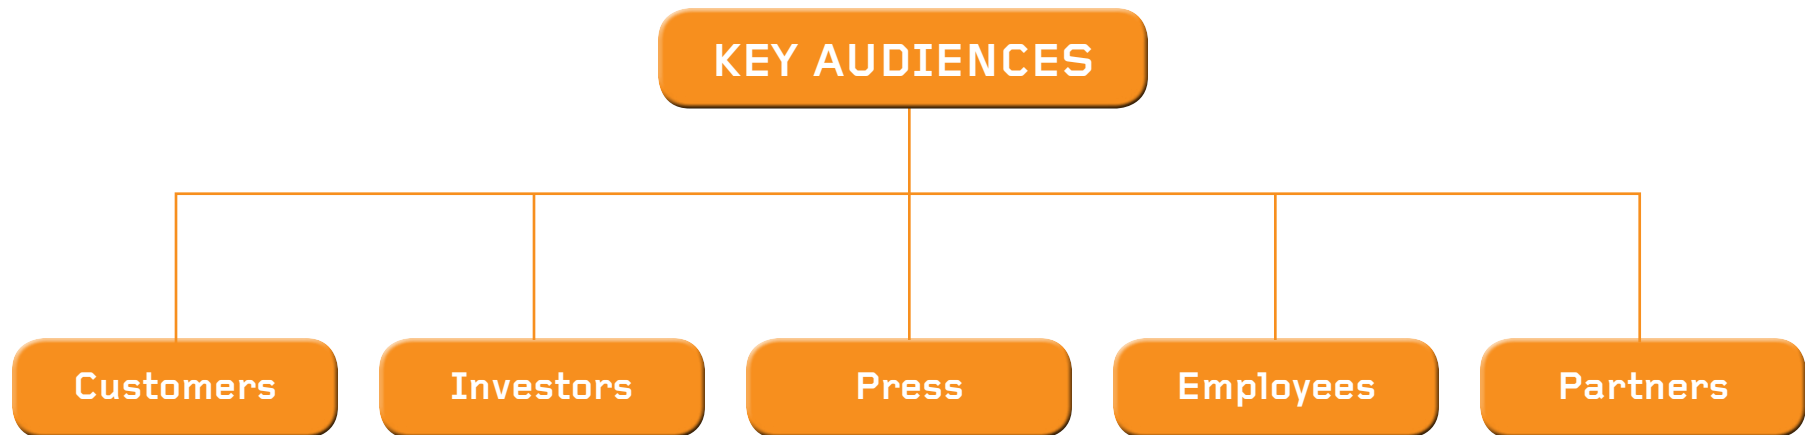 KEY AUDIENCES
Customers
Investors
Press
Employees
Partners